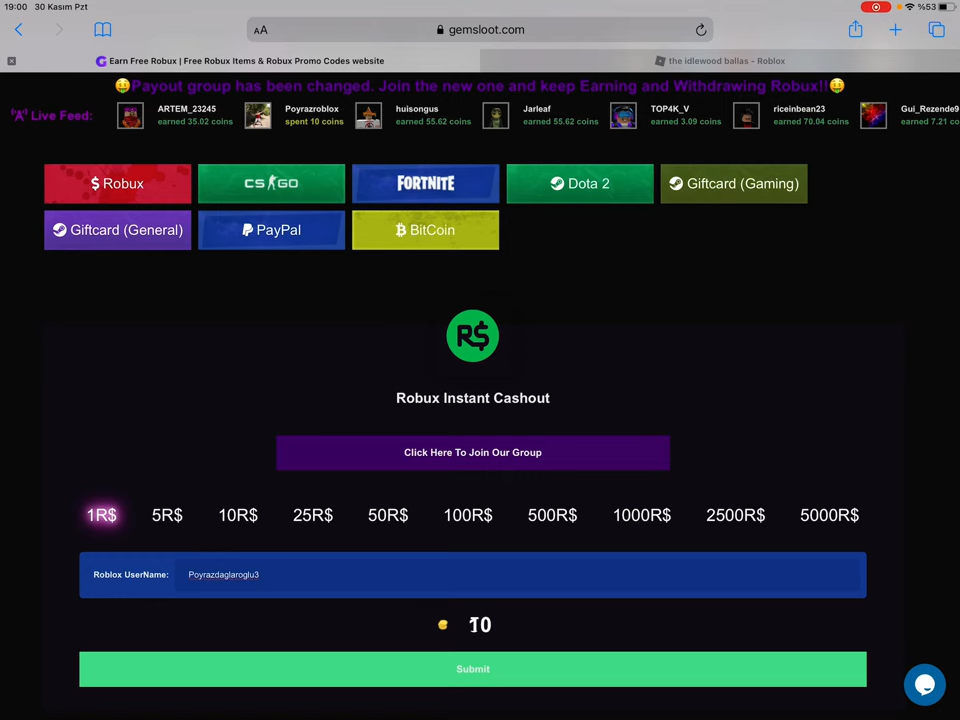 19:00 30 Kasım Pzt
%53
AA gemsloot.com
Earn Free Robux | Free Robux Items & Robux Promo Codes website
the idlewood ballas - Roblox
Payout group has been changed. Join the new one and keep Earning and Withdrawing Robux!!
Live Feed:
ARTEM_23245
earned 35.02 coins
Poyrazroblox
spent 10 coins
huisongus
earned 55.62 coins
Jarleaf
earned 55.62 coins
TOP4K_V
earned 3.09 coins
riceinbean23
earned 70.04 coins
Gui_Rezende9
earned 7.21 co
$ Robux
CS GO
FORTNITE
Dota 2
Giftcard (Gaming)
Giftcard (General)
PayPal
BitCoin
R$
Robux Instant Cashout
Click Here To Join Our Group
1R$ 5R$ 10R$ 25R$ 50R$ 100R$ 500R$ 1000R$ 2500R$ 5000R$
Roblox UserName: Poyrazdaglaroglu3
10
Submit